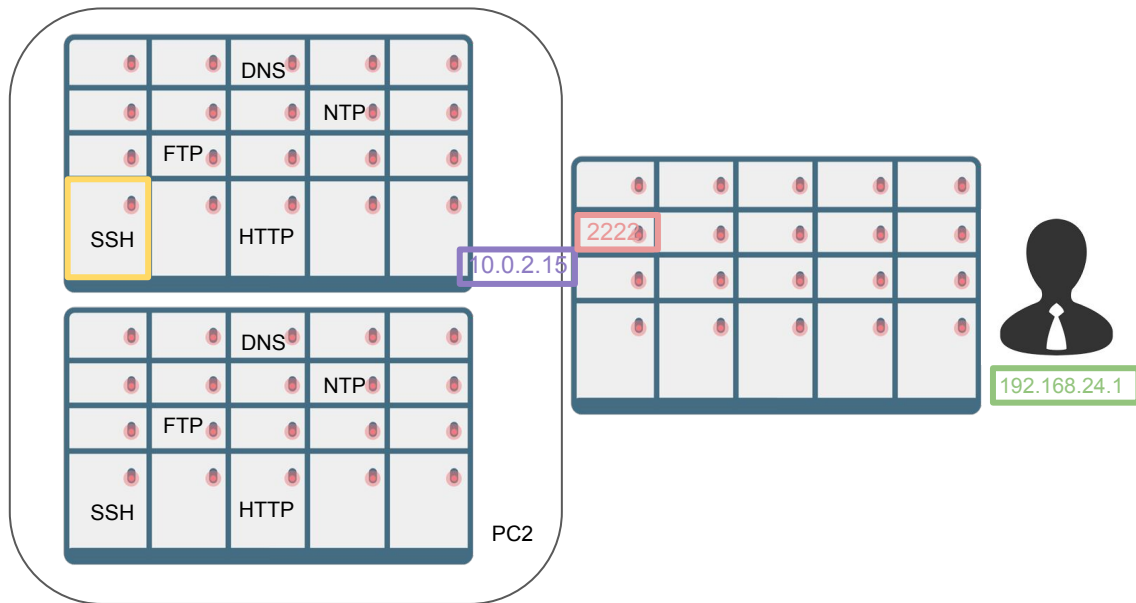 DNS
NTP
FTP
SSH
HTTP
10.0.2.15
2222
192.168.24.1
DNS
NTP
FTP
SSH
HTTP
PC2